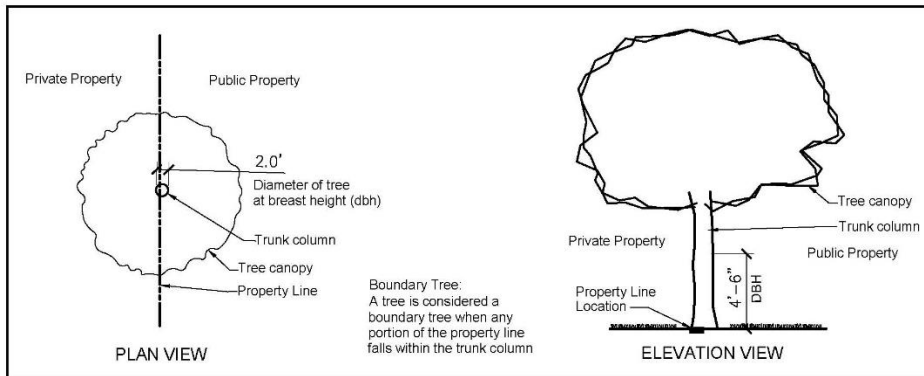 Private Property
Public Property
2.0'
Diameter of tree
at breast height (dbh)
Trunk column
Tree canopy
Property Line
PLAN VIEW
Boundary Tree:
A tree is considered a
boundary tree when any
portion of the property line
falls within the trunk column
Tree canopy
Trunk column
Private Property
Public Property
4'-6"
DBH
Property Line
Location
ELEVATION VIEW